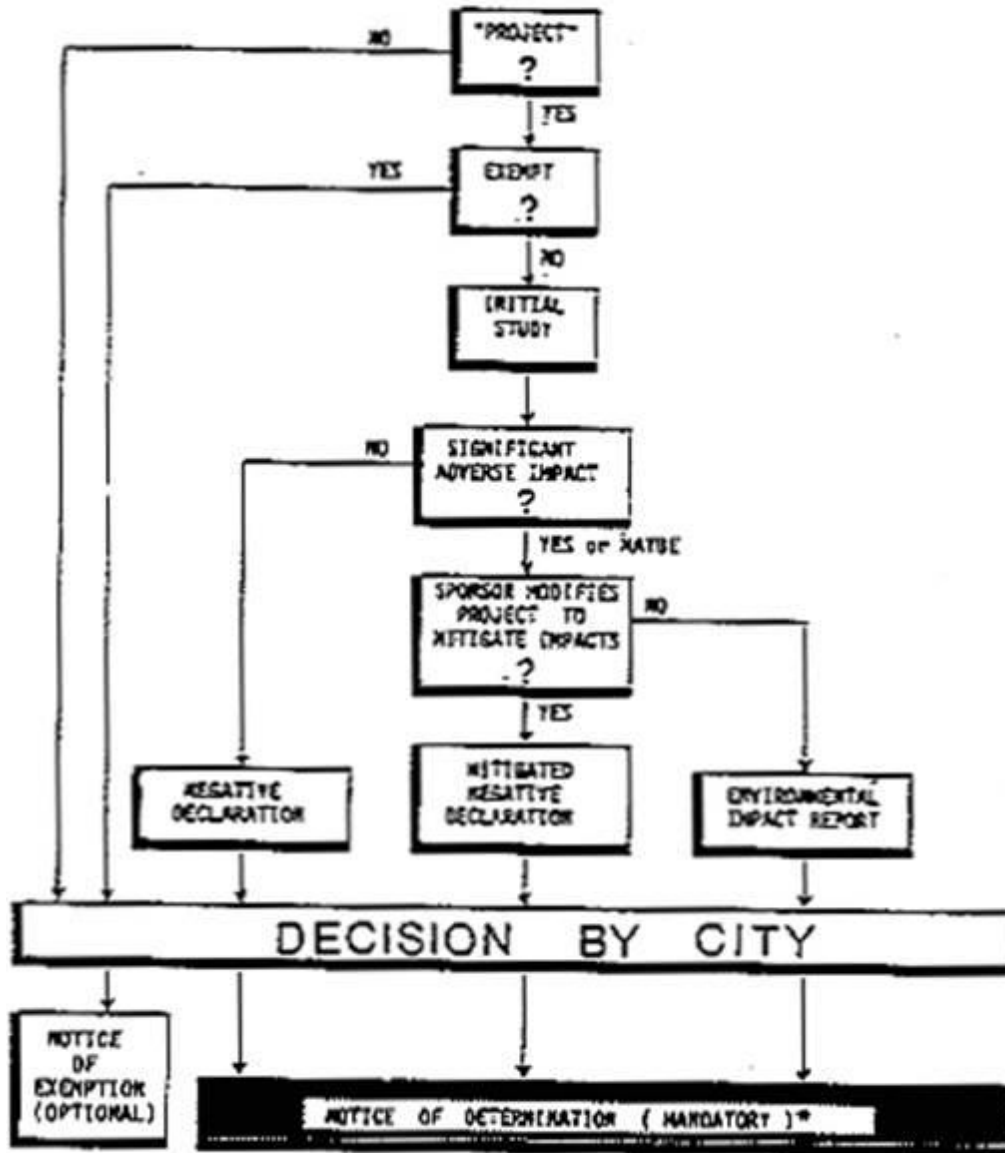 "PROJECT"
?
NO
YES
EXEMPT
?
YES
NO
INITIAL
STUDY
SIGNIFICANT
ADVERSE IMPACT
?
NO
YES or MAYBE
SPONSOR MODIFIES
PROJECT TO
MITIGATE IMPACTS
?
NO
YES
NEGATIVE
DECLARATION
MITIGATED
NEGATIVE
DECLARATION
ENVIRONMENTAL
IMPACT REPORT
DECISION BY CITY
NOTICE
OF
EXEMPTION
(OPTIONAL)
NOTICE OF DETERMINATION ( MANDATORY )*